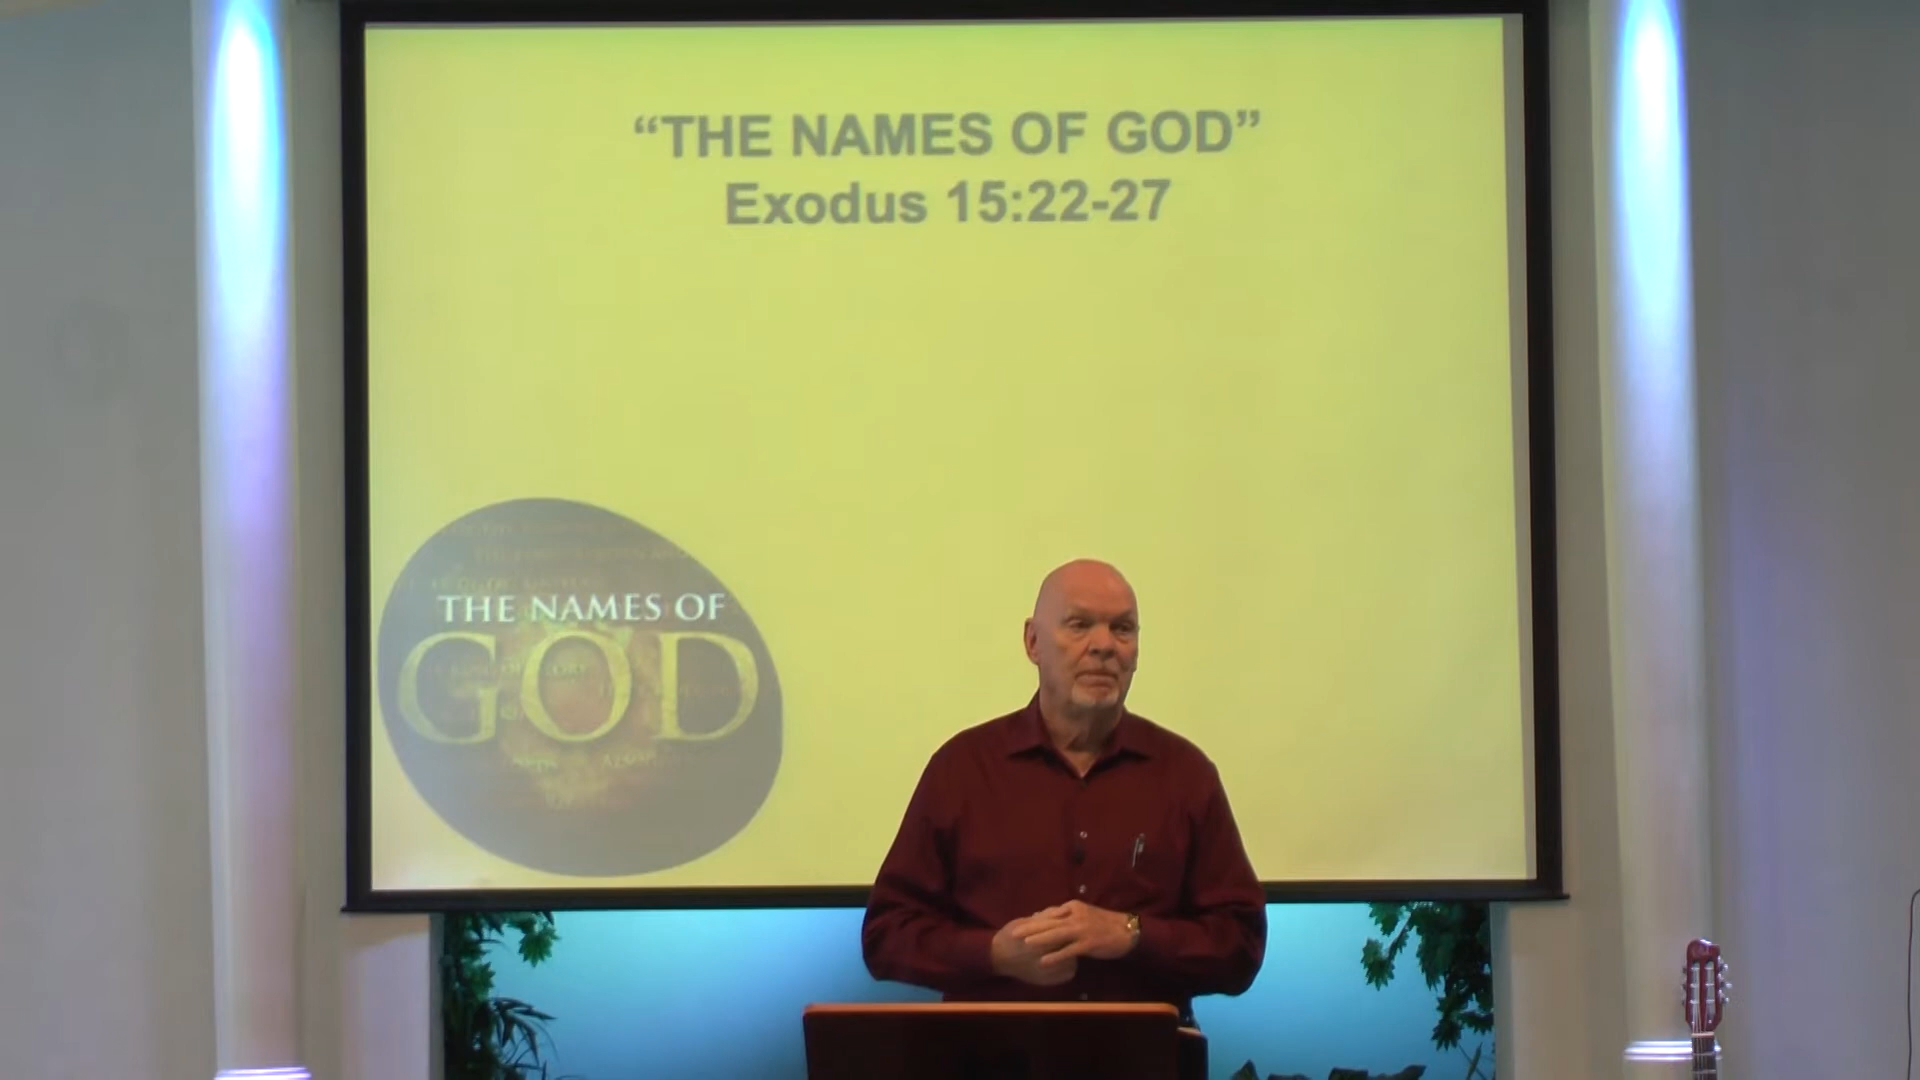 “THE NAMES OF GOD”
Exodus 15:22-27
THE NAMES OF
GOD